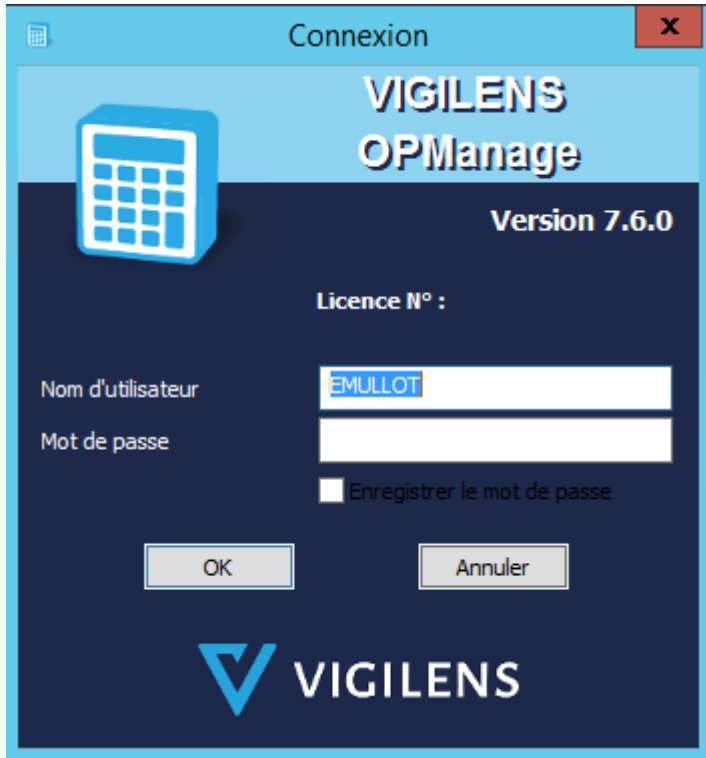 Connexion
x
VIGILENS
OPManage
Version 7.6.0
Licence N° :
Nom d'utilisateur EMULLOT
Mot de passe
Enregistrer le mot de passe
OK Annuler
VIGILENS